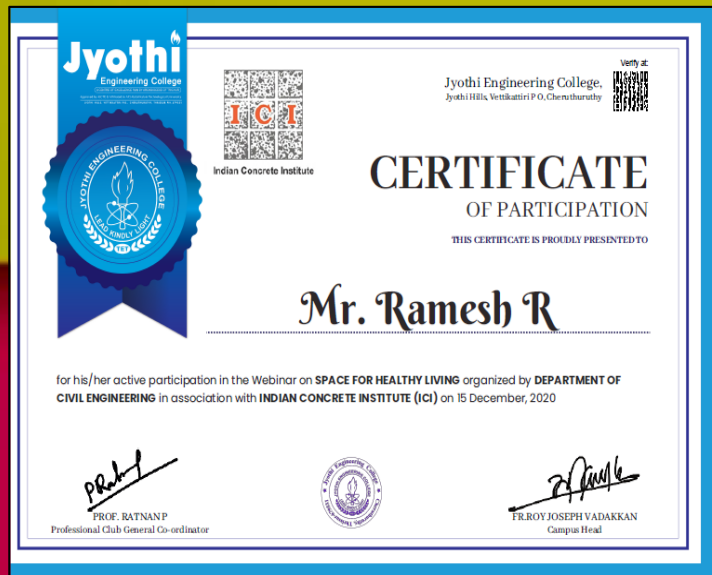 Jyothi
Engineering College
ICI
Indian Concrete Institute
Verify at:
Jyothi Engineering College,
Jyothi Hills, Vettikattiri P O, Cheruthuruthy
JYOTHI ENGINEERING COLLEGE
LEAD KINDLY LIGHT
CERTIFICATE
OF PARTICIPATION
THIS CERTIFICATE IS PROUDLY PRESENTED TO
Mr. Ramesh R
for his/her active participation in the Webinar on SPACE FOR HEALTHY LIVING organized by DEPARTMENT OF
CIVIL ENGINEERING in association with INDIAN CONCRETE INSTITUTE (ICI) on 15 December, 2020
PROF. RATNAN P
Professional Club General Co-ordinator
Jyothi Engineering College
FR.ROY JOSEPH VADAKKAN
Campus Head